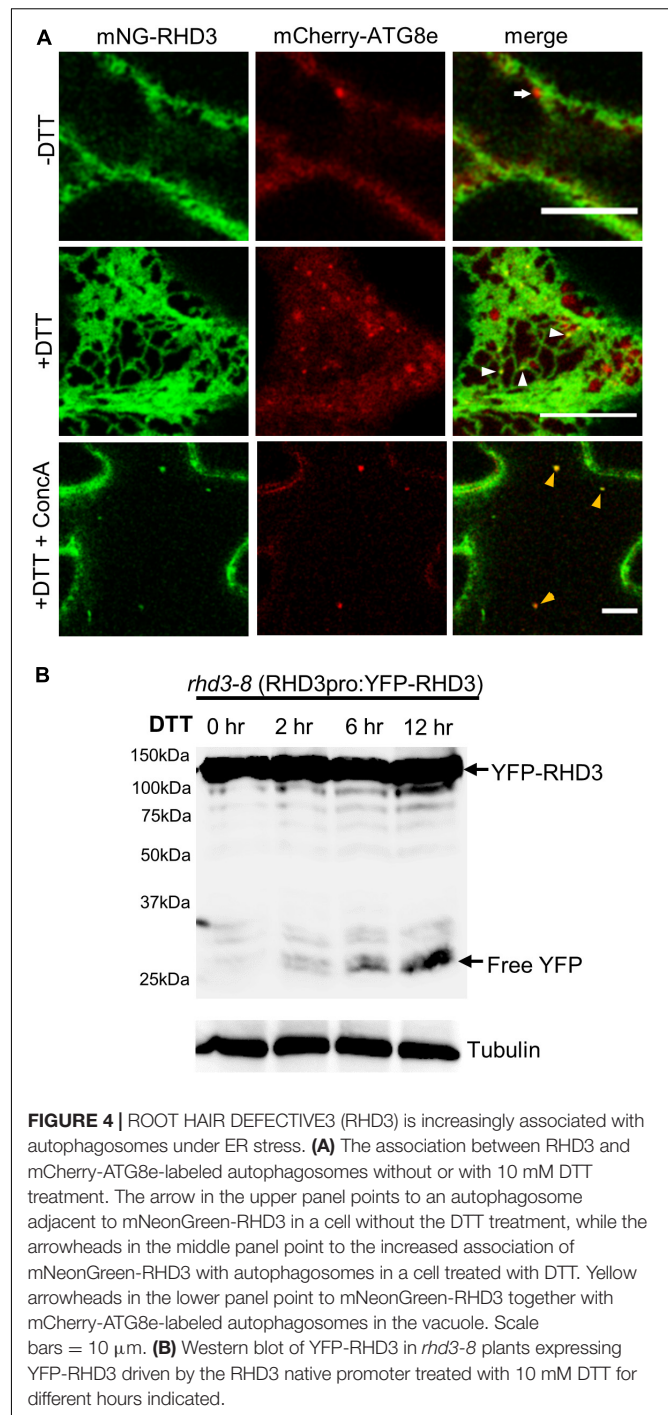 A
mNG-RHD3 mCherry-ATG8e merge
-DTT
+DTT
+DTT + ConcA
B
rhd3-8 (RHD3pro:YFP-RHD3)
DTT 0 hr 2 hr 6 hr 12 hr
150kDa
YFP-RHD3
100kDa
75kDa
50kDa
37kDa
Free YFP
25kDa
Tubulin
FIGURE 4 | ROOT HAIR DEFECTIVE3 (RHD3) is increasingly associated with
autophagosomes under ER stress. (A) The association between RHD3 and
mCherry-ATG8e-labeled autophagosomes without or with 10 mM DTT
treatment. The arrow in the upper panel points to an autophagosome
adjacent to mNeonGreen-RHD3 in a cell without the DTT treatment, while the
arrowheads in the middle panel point to the increased association of
mNeonGreen-RHD3 with autophagosomes in a cell treated with DTT. Yellow
arrowheads in the lower panel point to mNeonGreen-RHD3 together with
mCherry-ATG8e-labeled autophagosomes in the vacuole. Scale
bars = 10 μm. (B) Western blot of YFP-RHD3 in rhd3-8 plants expressing
YFP-RHD3 driven by the RHD3 native promoter treated with 10 mM DTT for
different hours indicated.